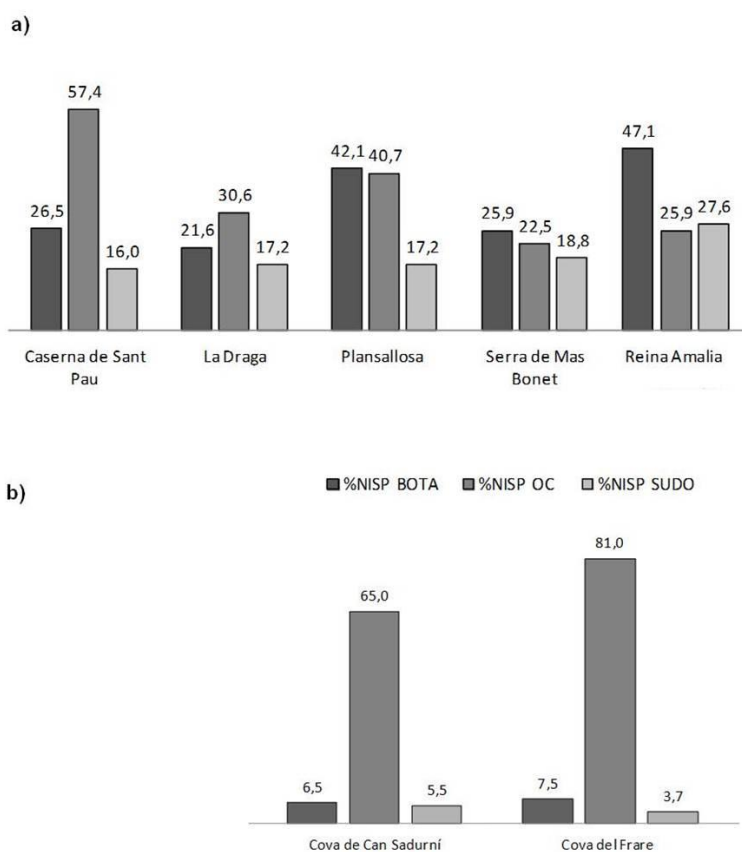 a)
57,4
26,5
16,0
21,6
30,6
17,2
42,1
40,7
17,2
25,9
22,5
18,8
47,1
25,9
27,6
Caserna de Sant
Pau
La Draga
Plansallosa
Serra de Mas
Bonet
Reina Amalia
b)
%NISP BOTA %NISP OC %NISP SUDO
6,5
65,0
5,5
7,5
81,0
3,7
Cova de Can Sadurní
Cova del Frare